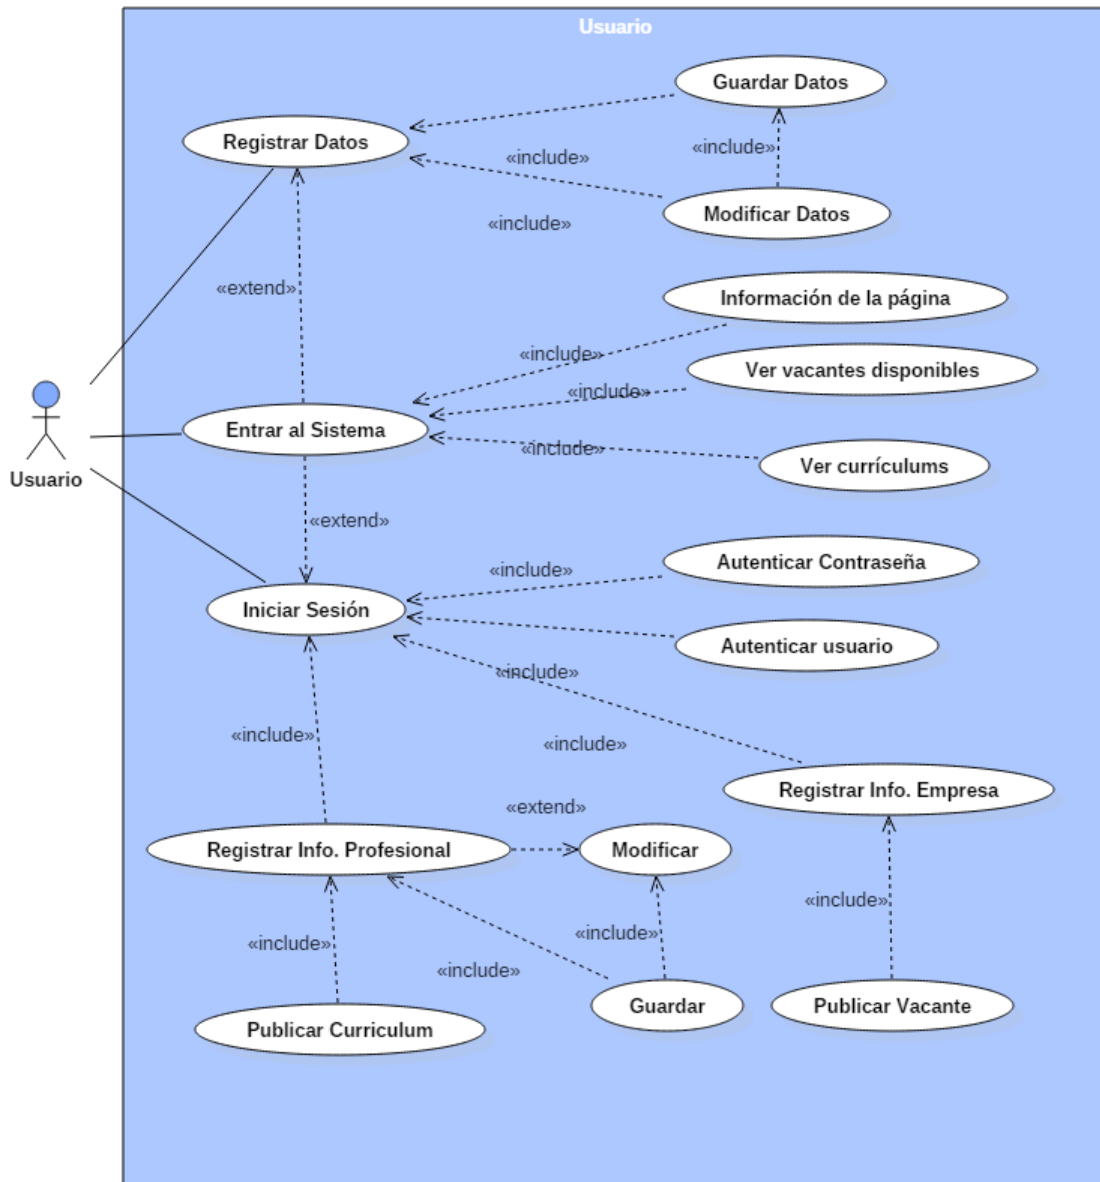 Usuario
Guardar Datos
Registrar Datos
«include»
«include»
Modificar Datos
«include»
«extend»
Información de la página
«include»
Ver vacantes disponibles
«include»
Entrar al Sistema
«include»
Ver currículums
Usuario
«extend»
Autenticar Contraseña
«include»
Iniciar Sesión
Autenticar usuario
«include»
«include»
«include»
Registrar Info. Empresa
«extend»
Registrar Info. Profesional
Modificar
«include»
«include»
«include»
«include»
Guardar
Publicar Vacante
Publicar Curriculum